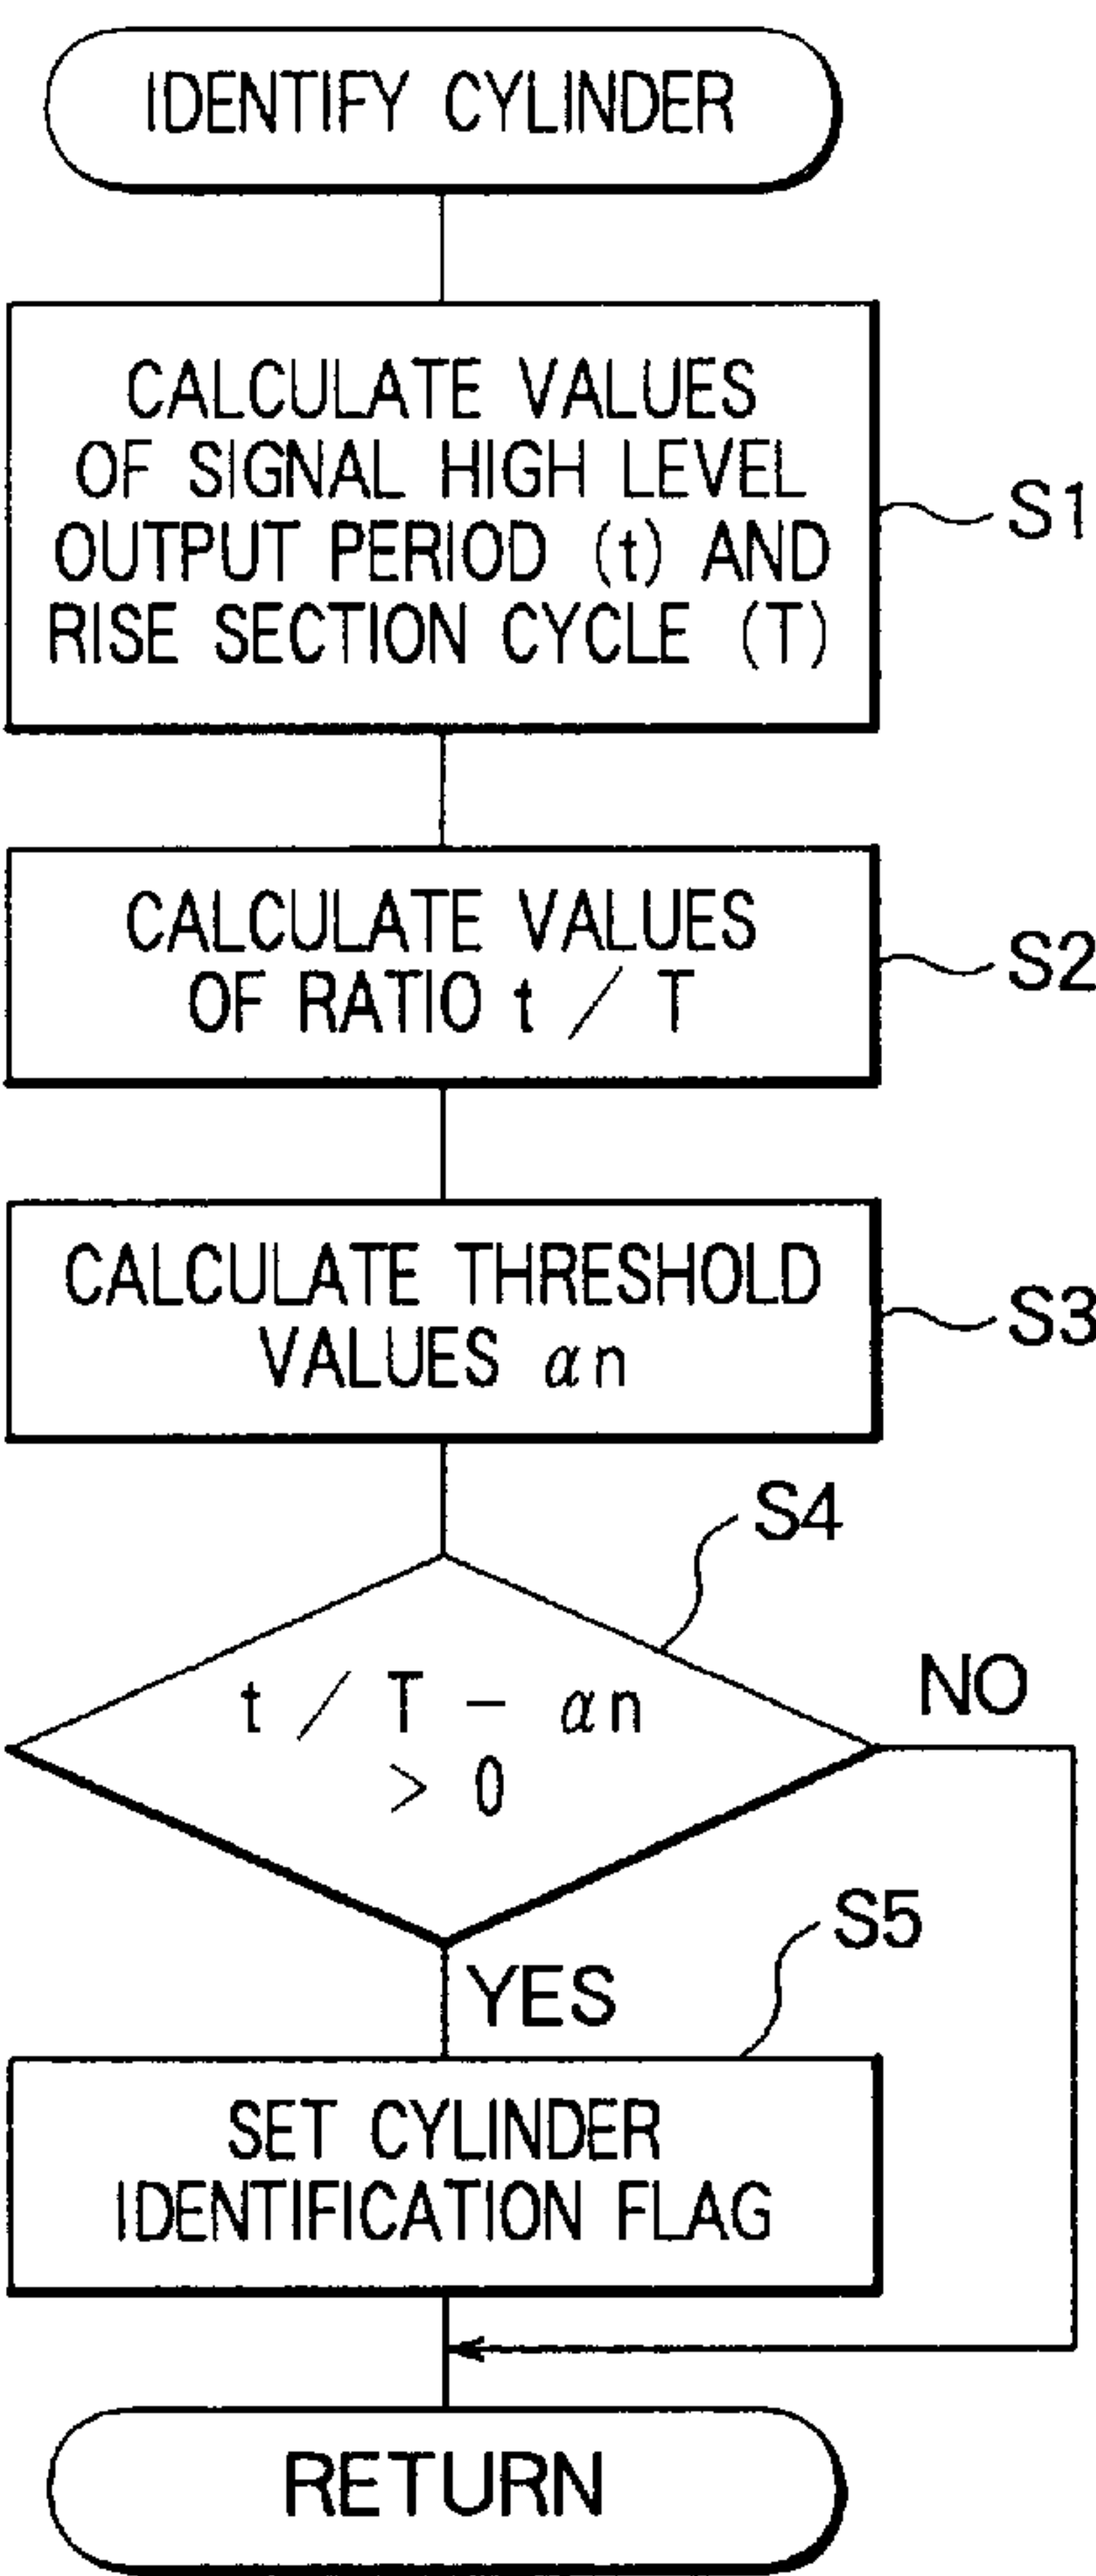 IDENTIFY CYLINDER
CALCULATE VALUES
OF SIGNAL HIGH LEVEL
OUTPUT PERIOD (t) AND
RISE SECTION CYCLE (T)
S1
CALCULATE VALUES
OF RATIO t / T
S2
CALCULATE THRESHOLD
VALUES αn
S3
S4
t / T - αn
> 0
NO
YES
S5
SET CYLINDER
IDENTIFICATION FLAG
RETURN